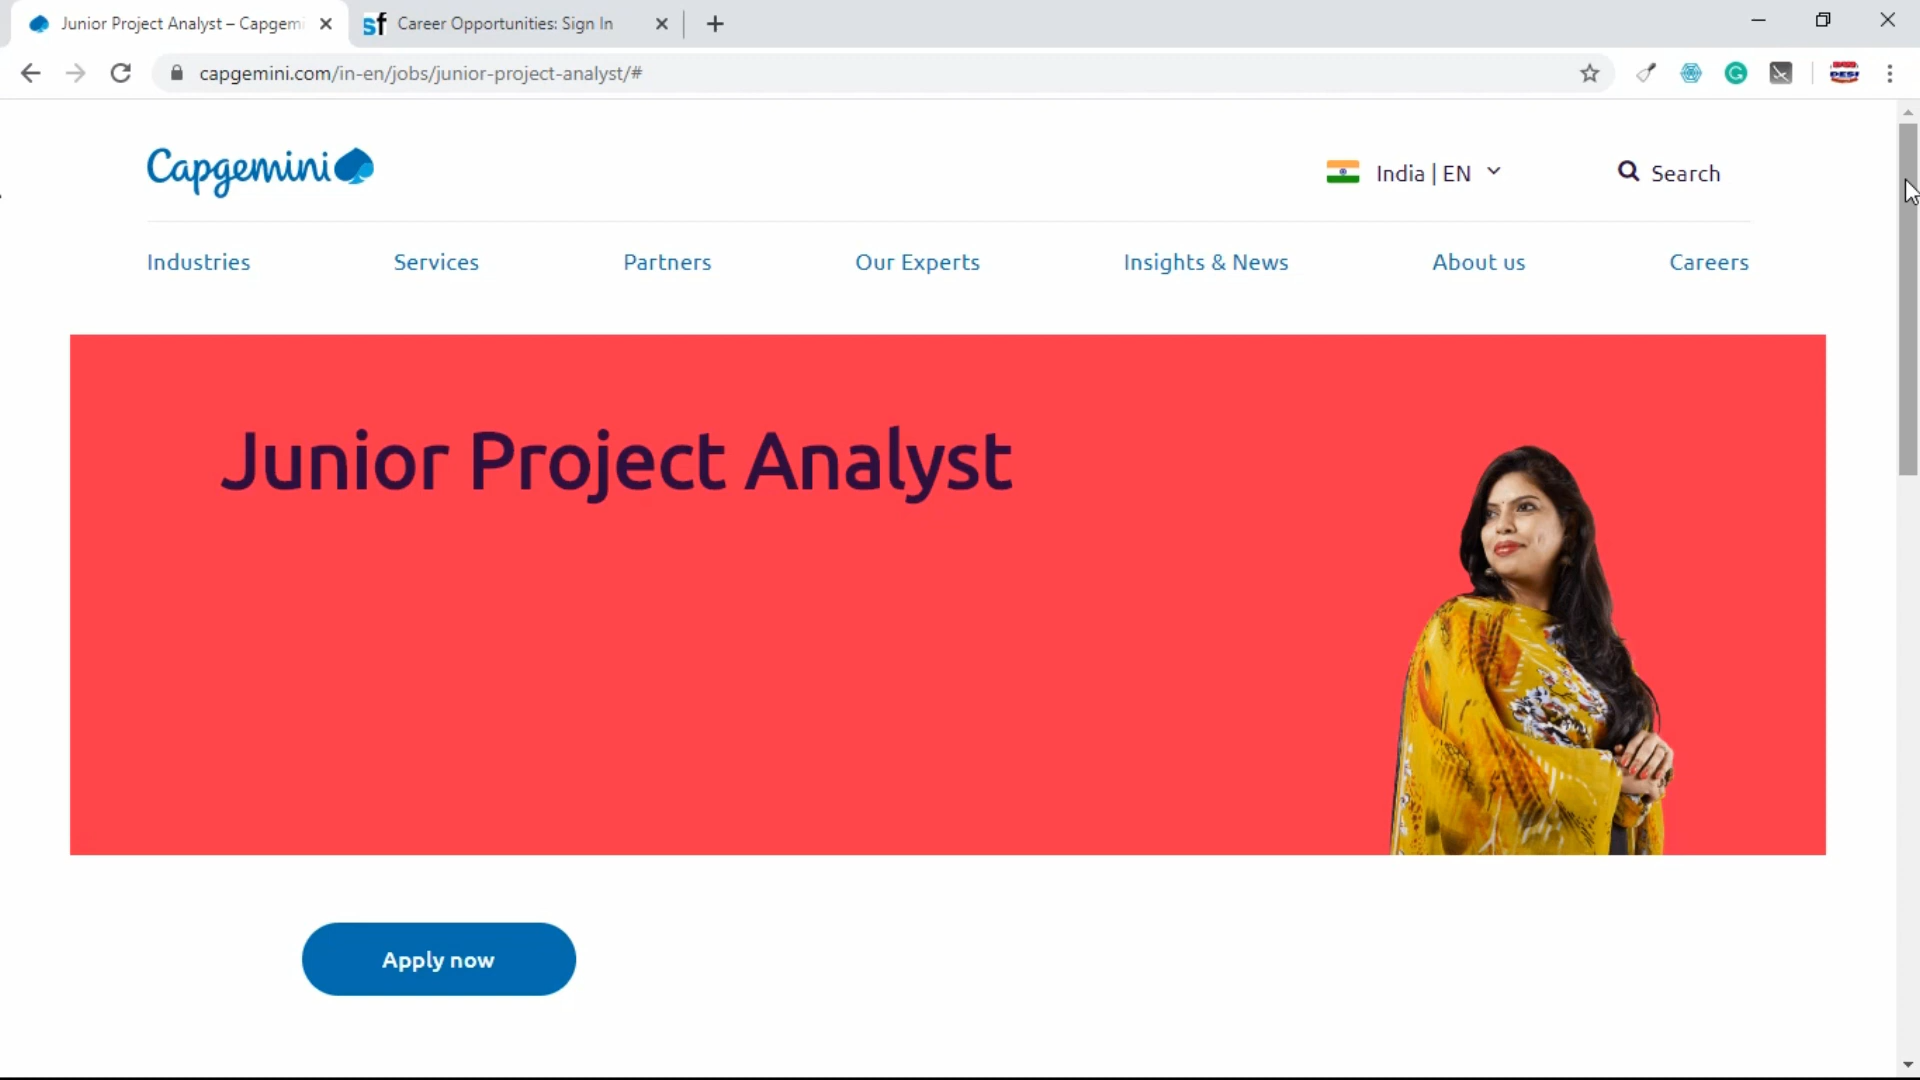 Junior Project Analyst – Capgemi
Career Opportunities: Sign In
capgemini.com/in-en/jobs/junior-project-analyst/#
Capgemini
India | EN
Search
Industries
Services
Partners
Our Experts
Insights & News
About us
Careers
Junior Project Analyst
Apply now